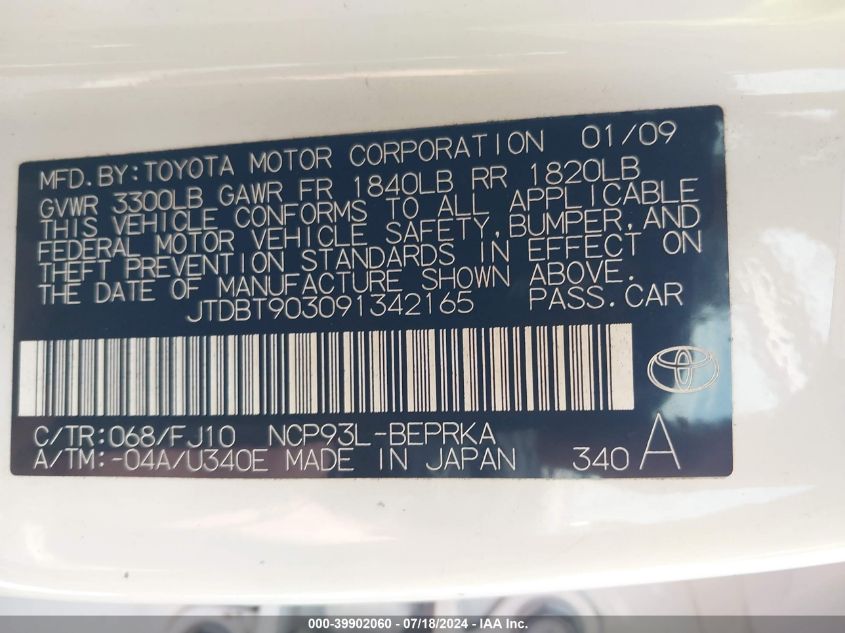 MFD.BY:TOYOTA MOTOR CORPORATION 01/09
GVWR 3300LB GAWR FR 1840LB RR 1820LB
THIS VEHICLE CONFORMS TO ALL APPLICABLE
FEDERAL MOTOR VEHICLE SAFETY,BUMPER,AND
THEFT PREVENTION STANDARDS IN EFFECT ON
THE DATE OF MANUFACTURE SHOWN ABOVE.
JTDBT903091342165 PASS.CAR
C/TR:068/FJ10 NCP93L-BEPRKA
A/TM:-04A/U340E MADE IN JAPAN 340 A
000-39902060 - 07/18/2024 - IAA Inc.